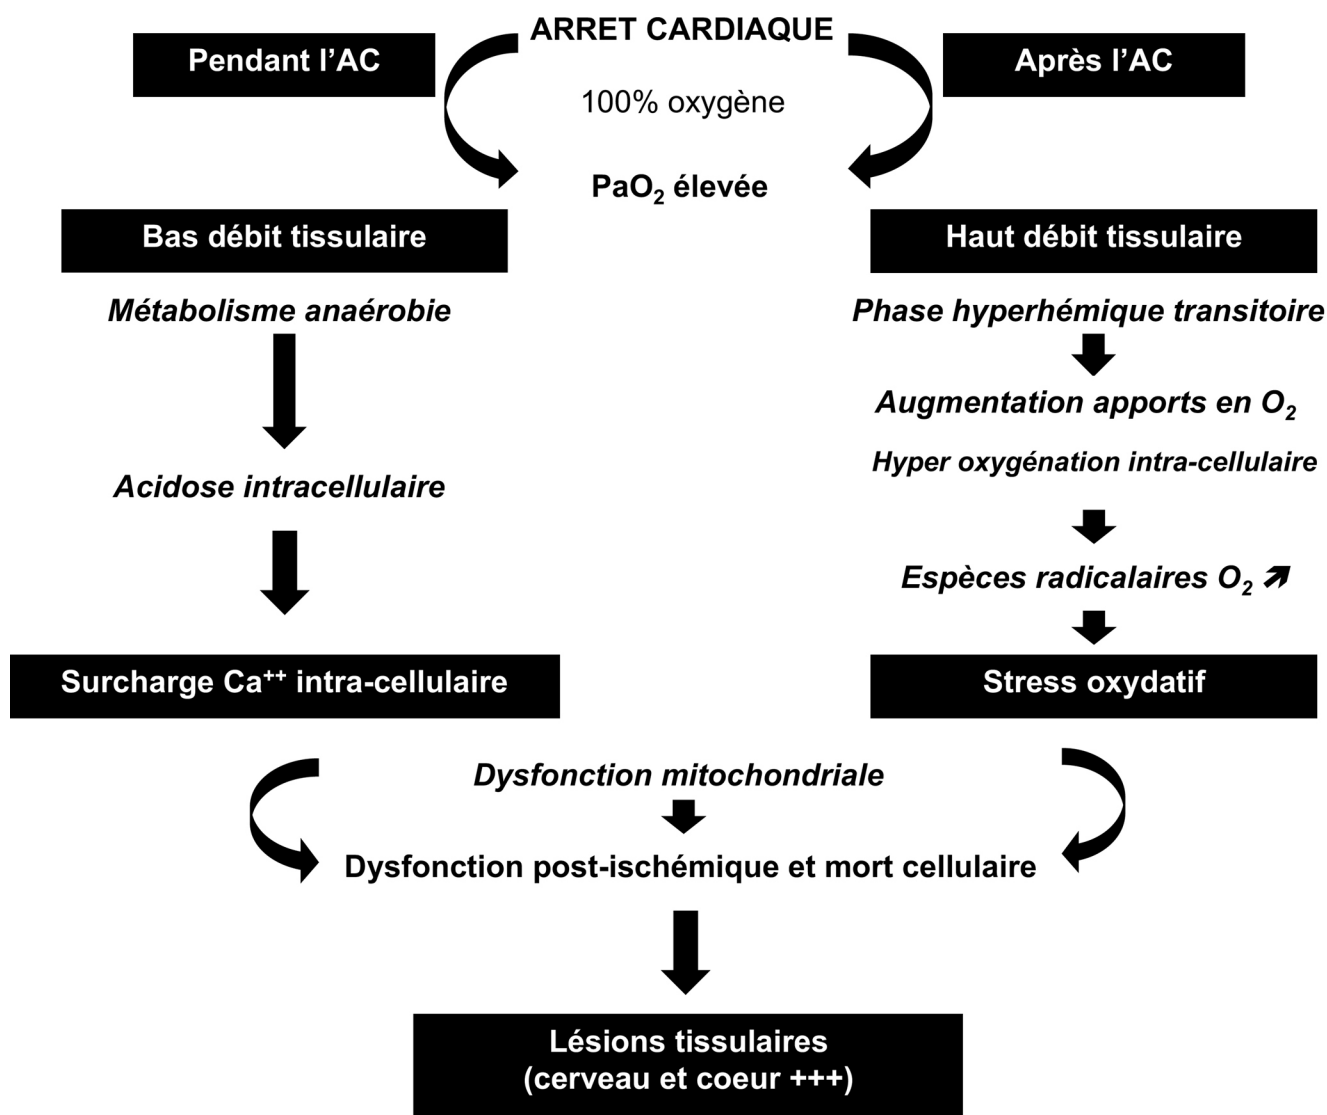 ARRET CARDIAQUE
Pendant l’AC
Après l’AC
100% oxygène
PaO₂ élevée
Bas débit tissulaire
Haut débit tissulaire
Métabolisme anaérobie
Phase hyperhémique transitoire
Augmentation apports en O₂
Hyper oxygénation intra-cellulaire
Acidose intracellulaire
Espèces radicalaires O₂ ↗
Surcharge Ca⁺⁺ intra-cellulaire
Stress oxydatif
Dysfonction mitochondriale
Dysfonction post-ischémique et mort cellulaire
Lésions tissulaires
(cerveau et coeur +++)